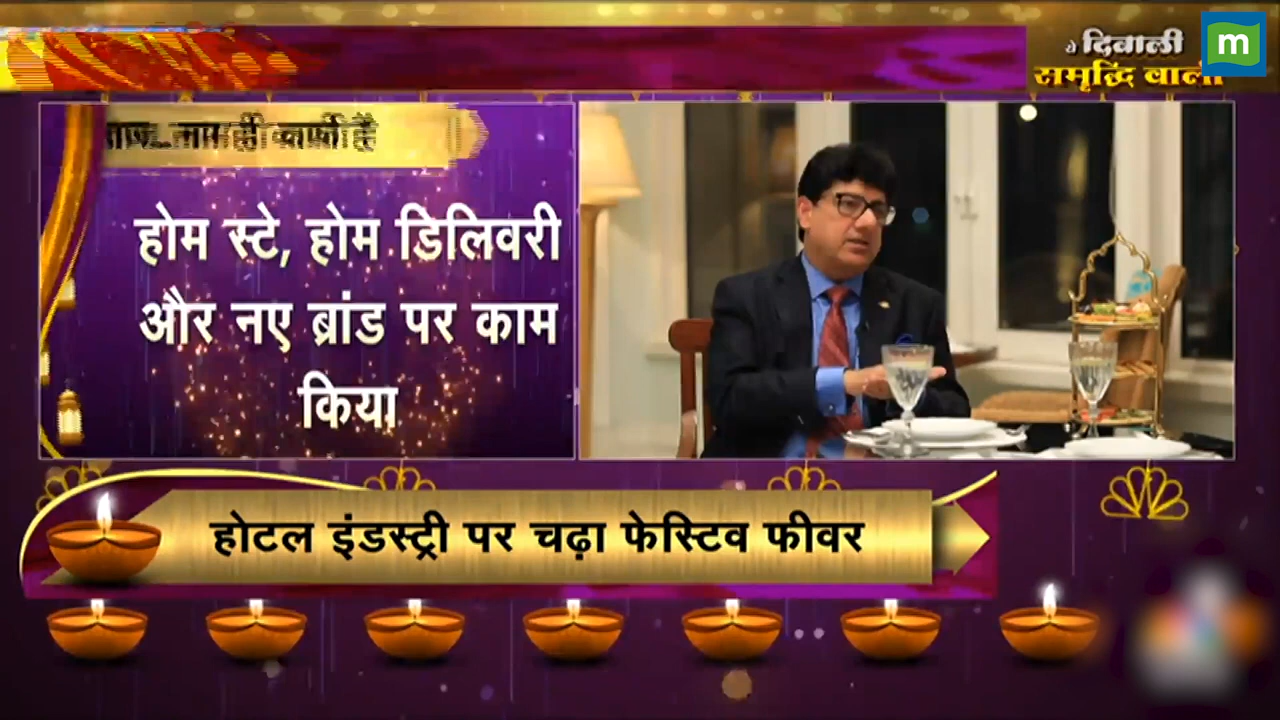 ये दिवाली
समृद्धि वाली
m
होम स्टे, होम डिलिवरी
और नए ब्रांड पर काम
किया
होटल इंडस्ट्री पर चढ़ा फेस्टिव फीवर